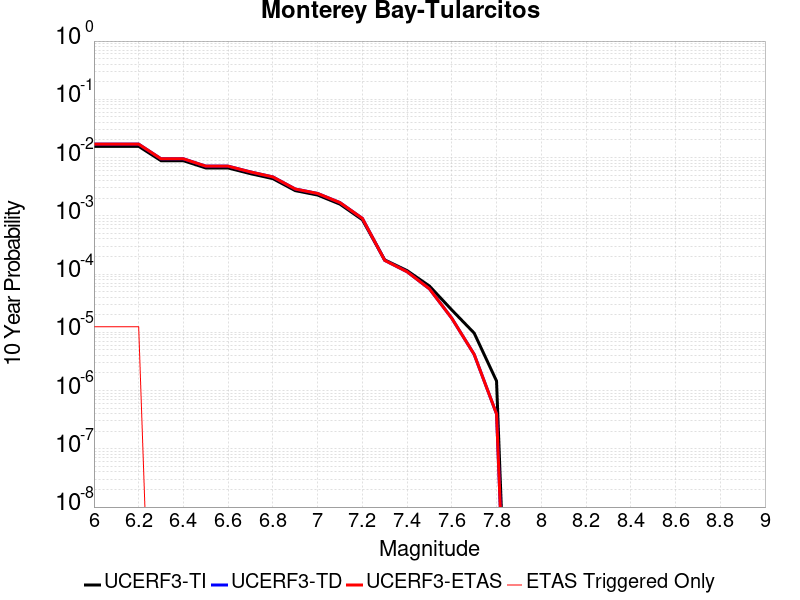 Monterey Bay-Tularcitos
10^0
10^-1
10^-2
10^-3
10^-4
10^-5
10^-6
10^-7
10^-8
10 Year Probability
6 6.2 6.4 6.6 6.8 7 7.2 7.4 7.6 7.8 8 8.2 8.4 8.6 8.8 9
Magnitude
UCERF3-TI UCERF3-TD UCERF3-ETAS ETAS Triggered Only